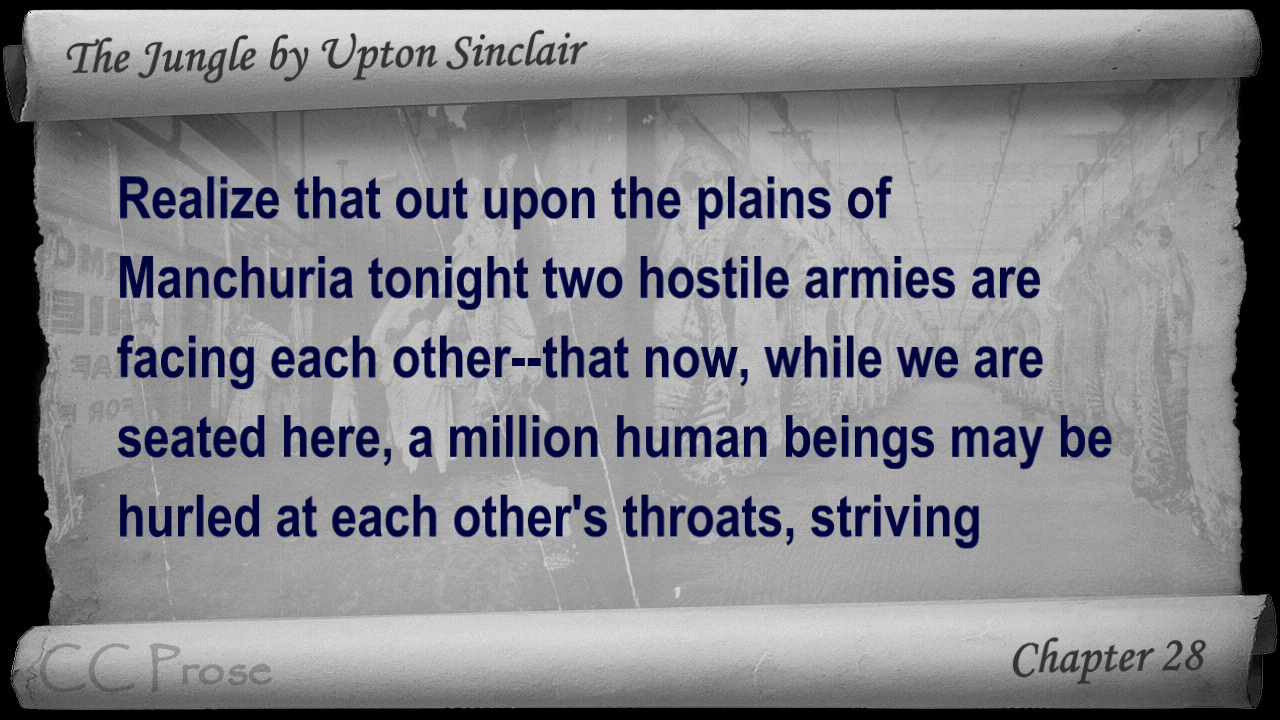 The Jungle by Upton Sinclair
Realize that out upon the plains of
Manchuria tonight two hostile armies are
facing each other--that now, while we are
seated here, a million human beings may be
hurled at each other's throats, striving
CC Prose
Chapter 28